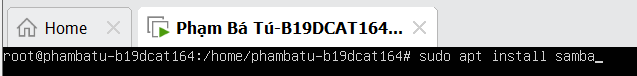 Home
Phạm Bá Tú-B19DCAT164...
root@phambatu-b19dcat164:/home/phambatu-b19dcat164# sudo apt install samba_